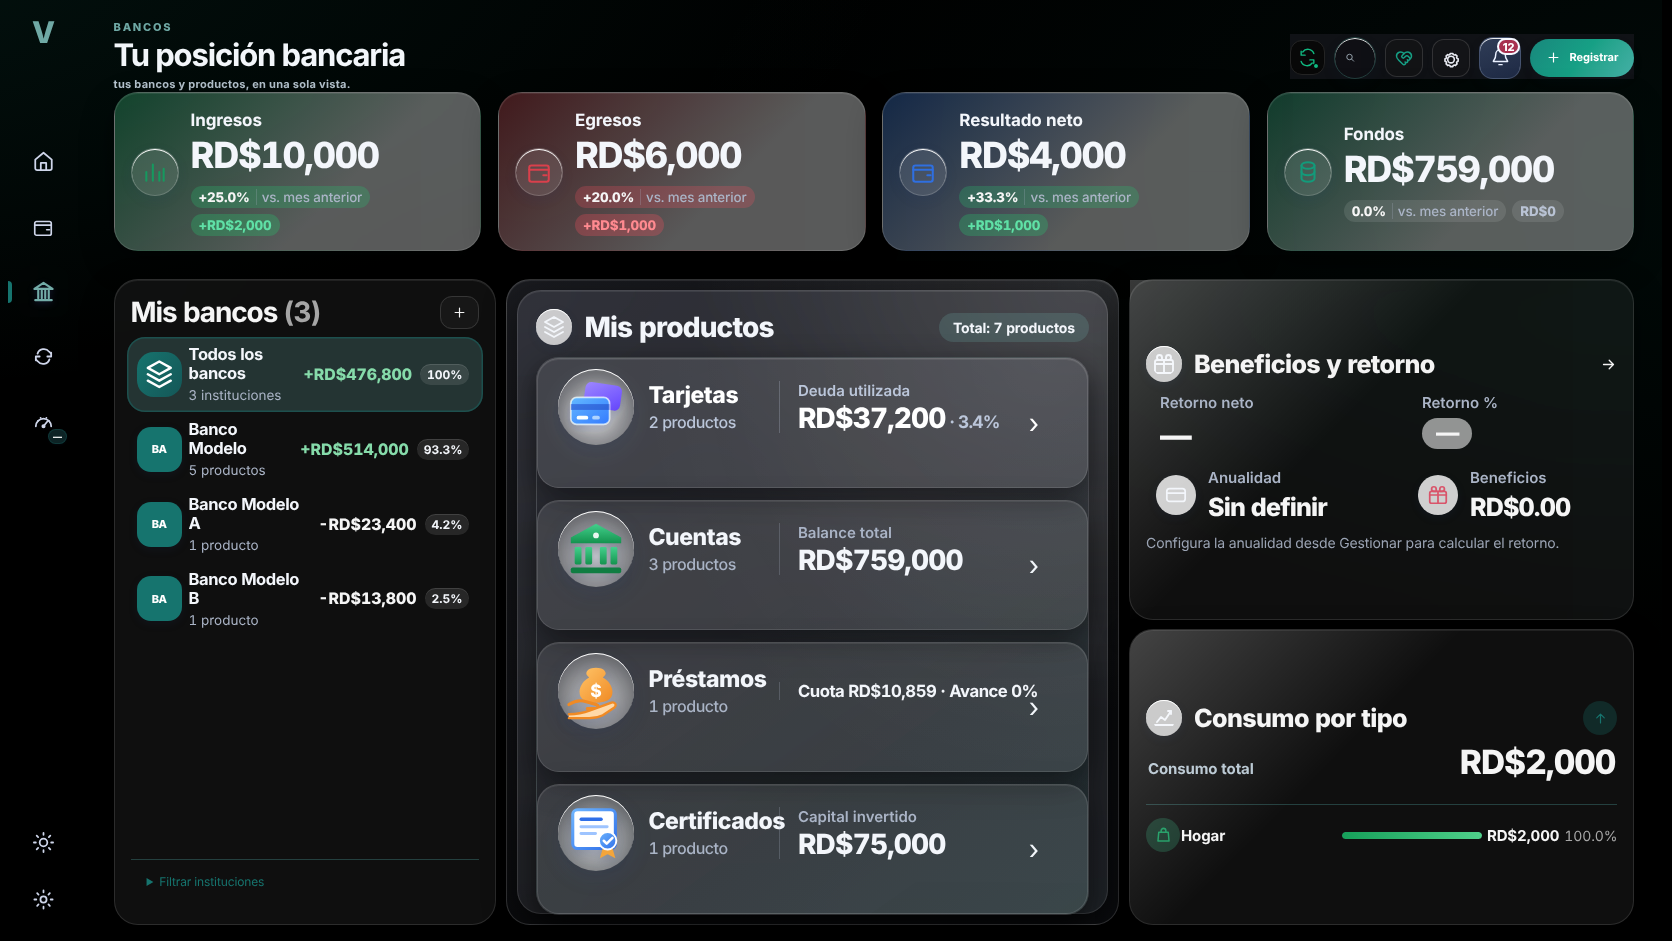 V
BANCOS
Tu posición bancaria
tus bancos y productos, en una sola vista.
12
Registrar
Ingresos
RD$10,000
+25.0% vs. mes anterior
+RD$2,000
Egresos
RD$6,000
+20.0% vs. mes anterior
+RD$1,000
Resultado neto
RD$4,000
+33.3% vs. mes anterior
+RD$1,000
Fondos
RD$759,000
0.0% vs. mes anterior RD$0
Mis bancos (3)
+
Todos los
bancos
3 instituciones
+RD$476,800 100%
BA
Banco
Modelo
5 productos
+RD$514,000 93.3%
BA
Banco Modelo
A
1 producto
-RD$23,400 4.2%
BA
Banco Modelo
B
1 producto
-RD$13,800 2.5%
▶ Filtrar instituciones
Mis productos
Total: 7 productos
Tarjetas
2 productos
Deuda utilizada
RD$37,200 · 3.4%
›
Cuentas
3 productos
Balance total
RD$759,000
›
$
Préstamos
1 producto
Cuota RD$10,859 · Avance 0%
›
Certificados
1 producto
Capital invertido
RD$75,000
›
Beneficios y retorno
→
Retorno neto
—
Retorno %
—
Anualidad
Sin definir
Beneficios
RD$0.00
Configura la anualidad desde Gestionar para calcular el retorno.
Consumo por tipo
↑
Consumo total
RD$2,000
Hogar
RD$2,000 100.0%